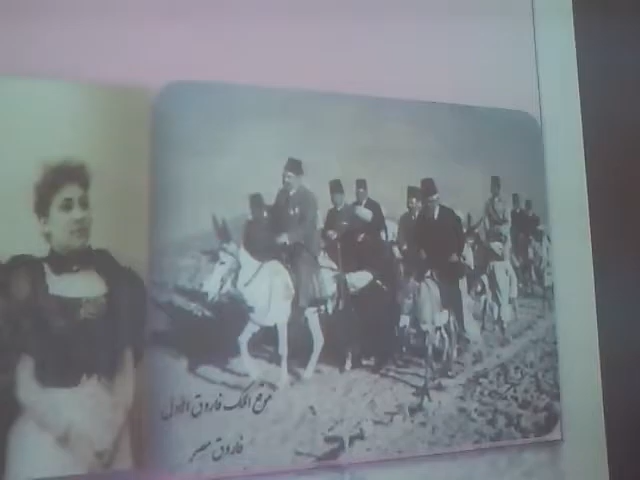 مع الملك فاروق الاول
فاروق مصر